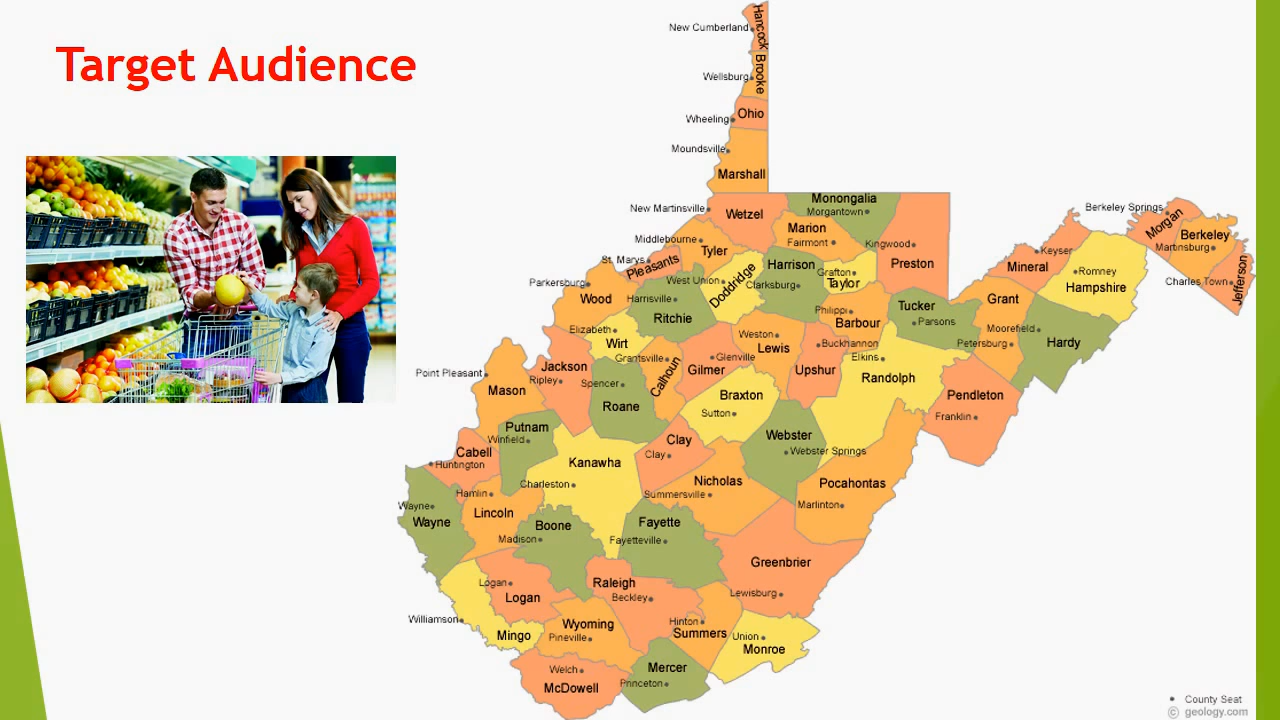 Target Audience
Hancock
New Cumberland
Brooke
Wellsburg
Ohio
Wheeling
Moundsville
Marshall
Monongalia
Morgantown
New Martinsville
Wetzel
Marion
Fairmont
Kingwood
Preston
Middlebourne
Tyler
St. Marys
Pleasants
Doddridge
West Union
Harrison
Clarksburg
Grafton
Taylor
Parkersburg
Wood
Harrisville
Ritchie
Philippi
Barbour
Tucker
Parsons
Berkeley Springs
Morgan
Berkeley
Martinsburg
Charles Town
Jefferson
Keyser
Mineral
Romney
Hampshire
Grant
Moorefield
Petersburg
Hardy
Elizabeth
Wirt
Grantsville
Calhoun
Weston
Lewis
Glenville
Gilmer
Buckhannon
Upshur
Elkins
Randolph
Point Pleasant
Mason
Jackson
Ripley
Spencer
Roane
Braxton
Sutton
Pendleton
Franklin
Putnam
Winfield
Cabell
Huntington
Kanawha
Charleston
Clay
Clay
Webster
Webster Springs
Nicholas
Summersville
Pocahontas
Marlinton
Wayne
Wayne
Hamlin
Lincoln
Boone
Madison
Fayette
Fayetteville
Greenbrier
Lewisburg
Logan
Logan
Raleigh
Beckley
Williamson
Mingo
Wyoming
Pineville
Hinton
Summers
Union
Monroe
Welch
McDowell
Mercer
Princeton
County Seat
© geology.com